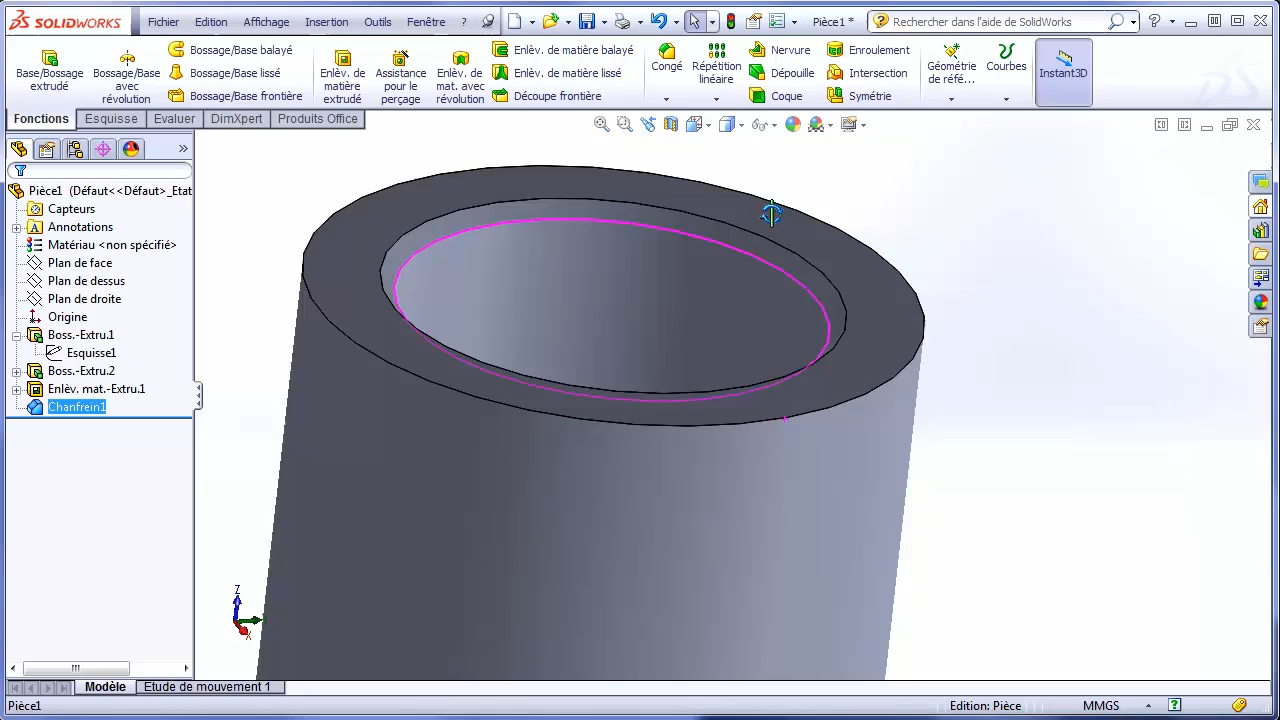 SOLIDWORKS Fichier Edition Affichage Insertion Outils Fenêtre ? Pièce1 * Rechercher dans l'aide de SolidWorks ?
Base/Bossage extrudé
Bossage/Base avec révolution
Bossage/Base balayé
Bossage/Base lissé
Bossage/Base frontière
Enlèv. de matière extrudé
Assistance pour le perçage
Enlèv. de mat. avec révolution
Enlèv. de matière balayé
Enlèv. de matière lissé
Découpe frontière
Congé
Répétition linéaire
Nervure
Dépouille
Coque
Enroulement
Intersection
Symétrie
Géométrie de réfé...
Courbes
Instant3D
Fonctions Esquisse Evaluer DimXpert Produits Office
Pièce1 (Défaut<<Défaut>_Etat
Capteurs
Annotations
Matériau <non spécifié>
Plan de face
Plan de dessus
Plan de droite
Origine
Boss.-Extru.1
Esquisse1
Boss.-Extru.2
Enlèv. mat.-Extru.1
Chanfrein1
Z
X
Modèle Etude de mouvement 1
Pièce1 Edition: Pièce MMGS ?